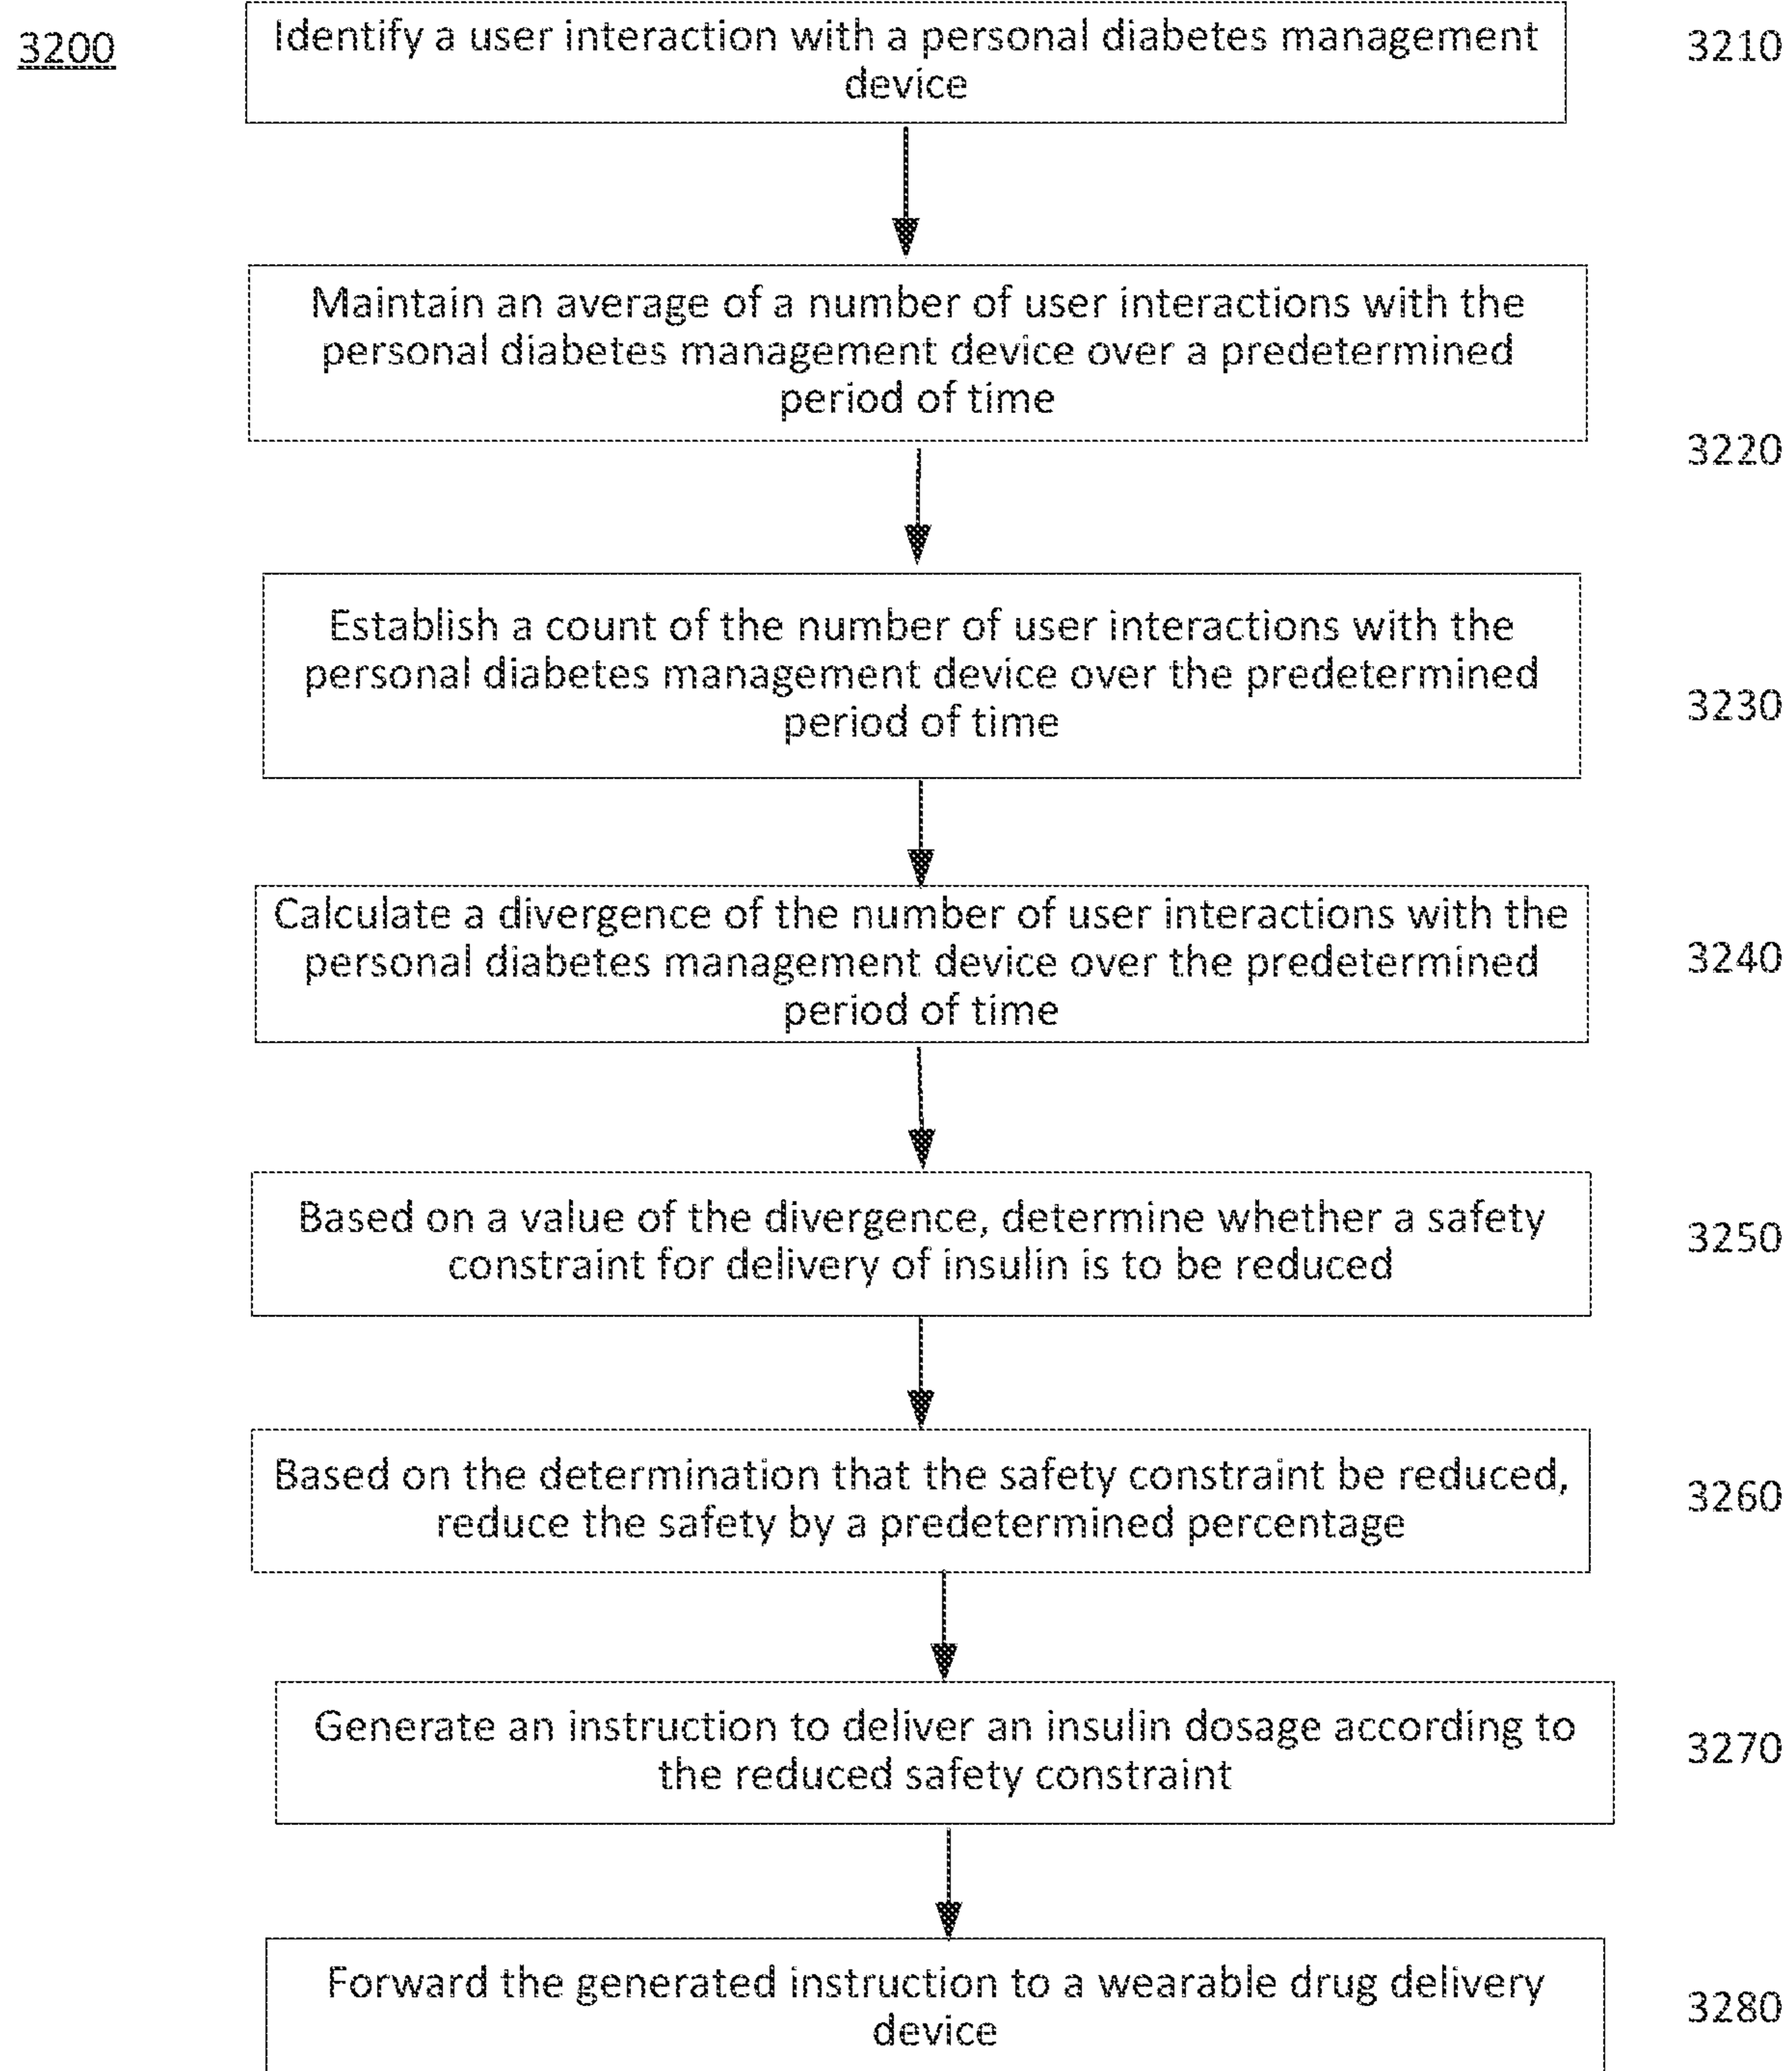 3200
Identify a user interaction with a personal diabetes management
device
3210
Maintain an average of a number of user interactions with the
personal diabetes management device over a predetermined
period of time
3220
Establish a count of the number of user interactions with the
personal diabetes management device over the predetermined
period of time
3230
Calculate a divergence of the number of user interactions with the
personal diabetes management device over the predetermined
period of time
3240
Based on a value of the divergence, determine whether a safety
constraint for delivery of insulin is to be reduced
3250
Based on the determination that the safety constraint be reduced,
reduce the safety by a predetermined percentage
3260
Generate an instruction to deliver an insulin dosage according to
the reduced safety constraint
3270
Forward the generated instruction to a wearable drug delivery
device
3280